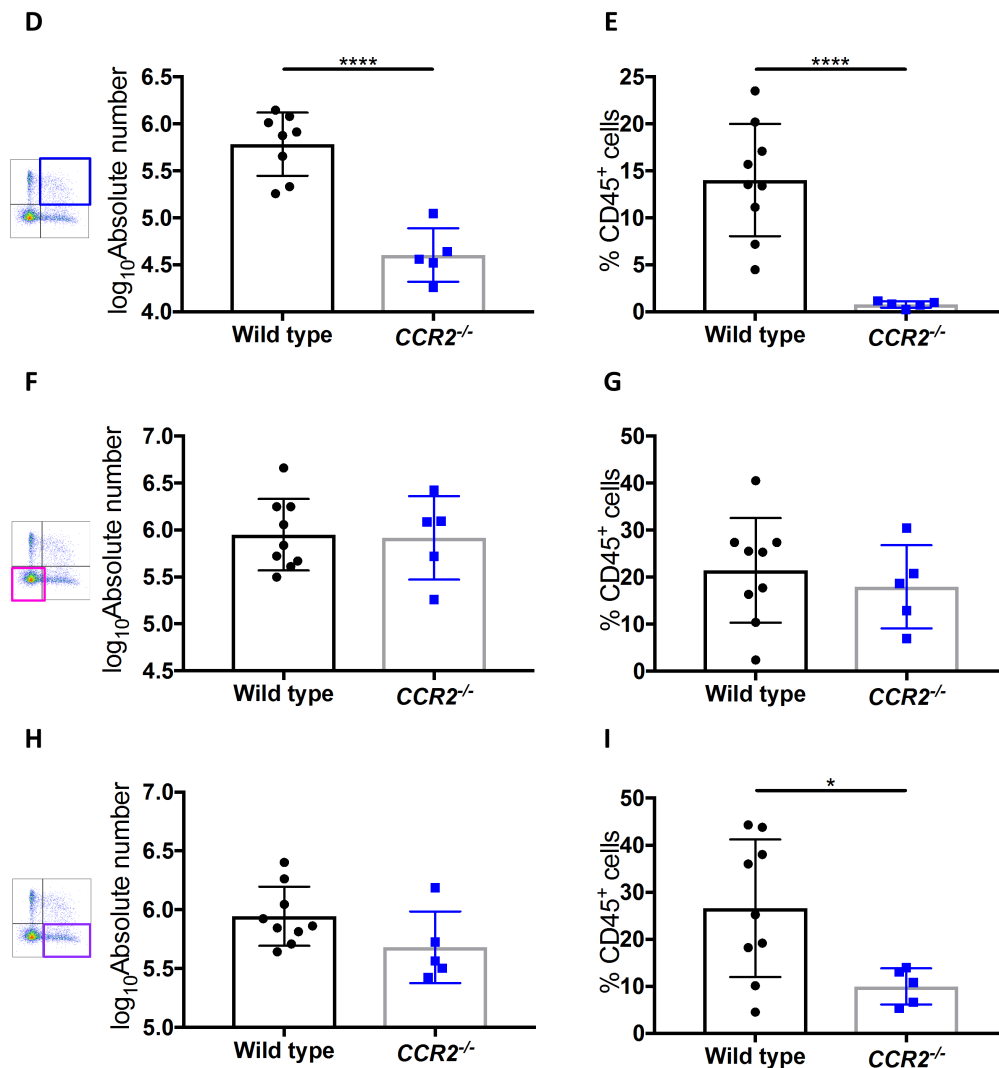 D
****
log10Absolute number
6.5
6.0
5.5
5.0
4.5
4.0
Wild type
CCR2-/-
E
****
% CD45+ cells
25
20
15
10
5
0
Wild type
CCR2-/-
F
log10Absolute number
7.0
6.5
6.0
5.5
5.0
4.5
Wild type
CCR2-/-
G
% CD45+ cells
50
40
30
20
10
0
Wild type
CCR2-/-
H
log10Absolute number
7.0
6.5
6.0
5.5
5.0
Wild type
CCR2-/-
I
*
% CD45+ cells
50
40
30
20
10
0
Wild type
CCR2-/-